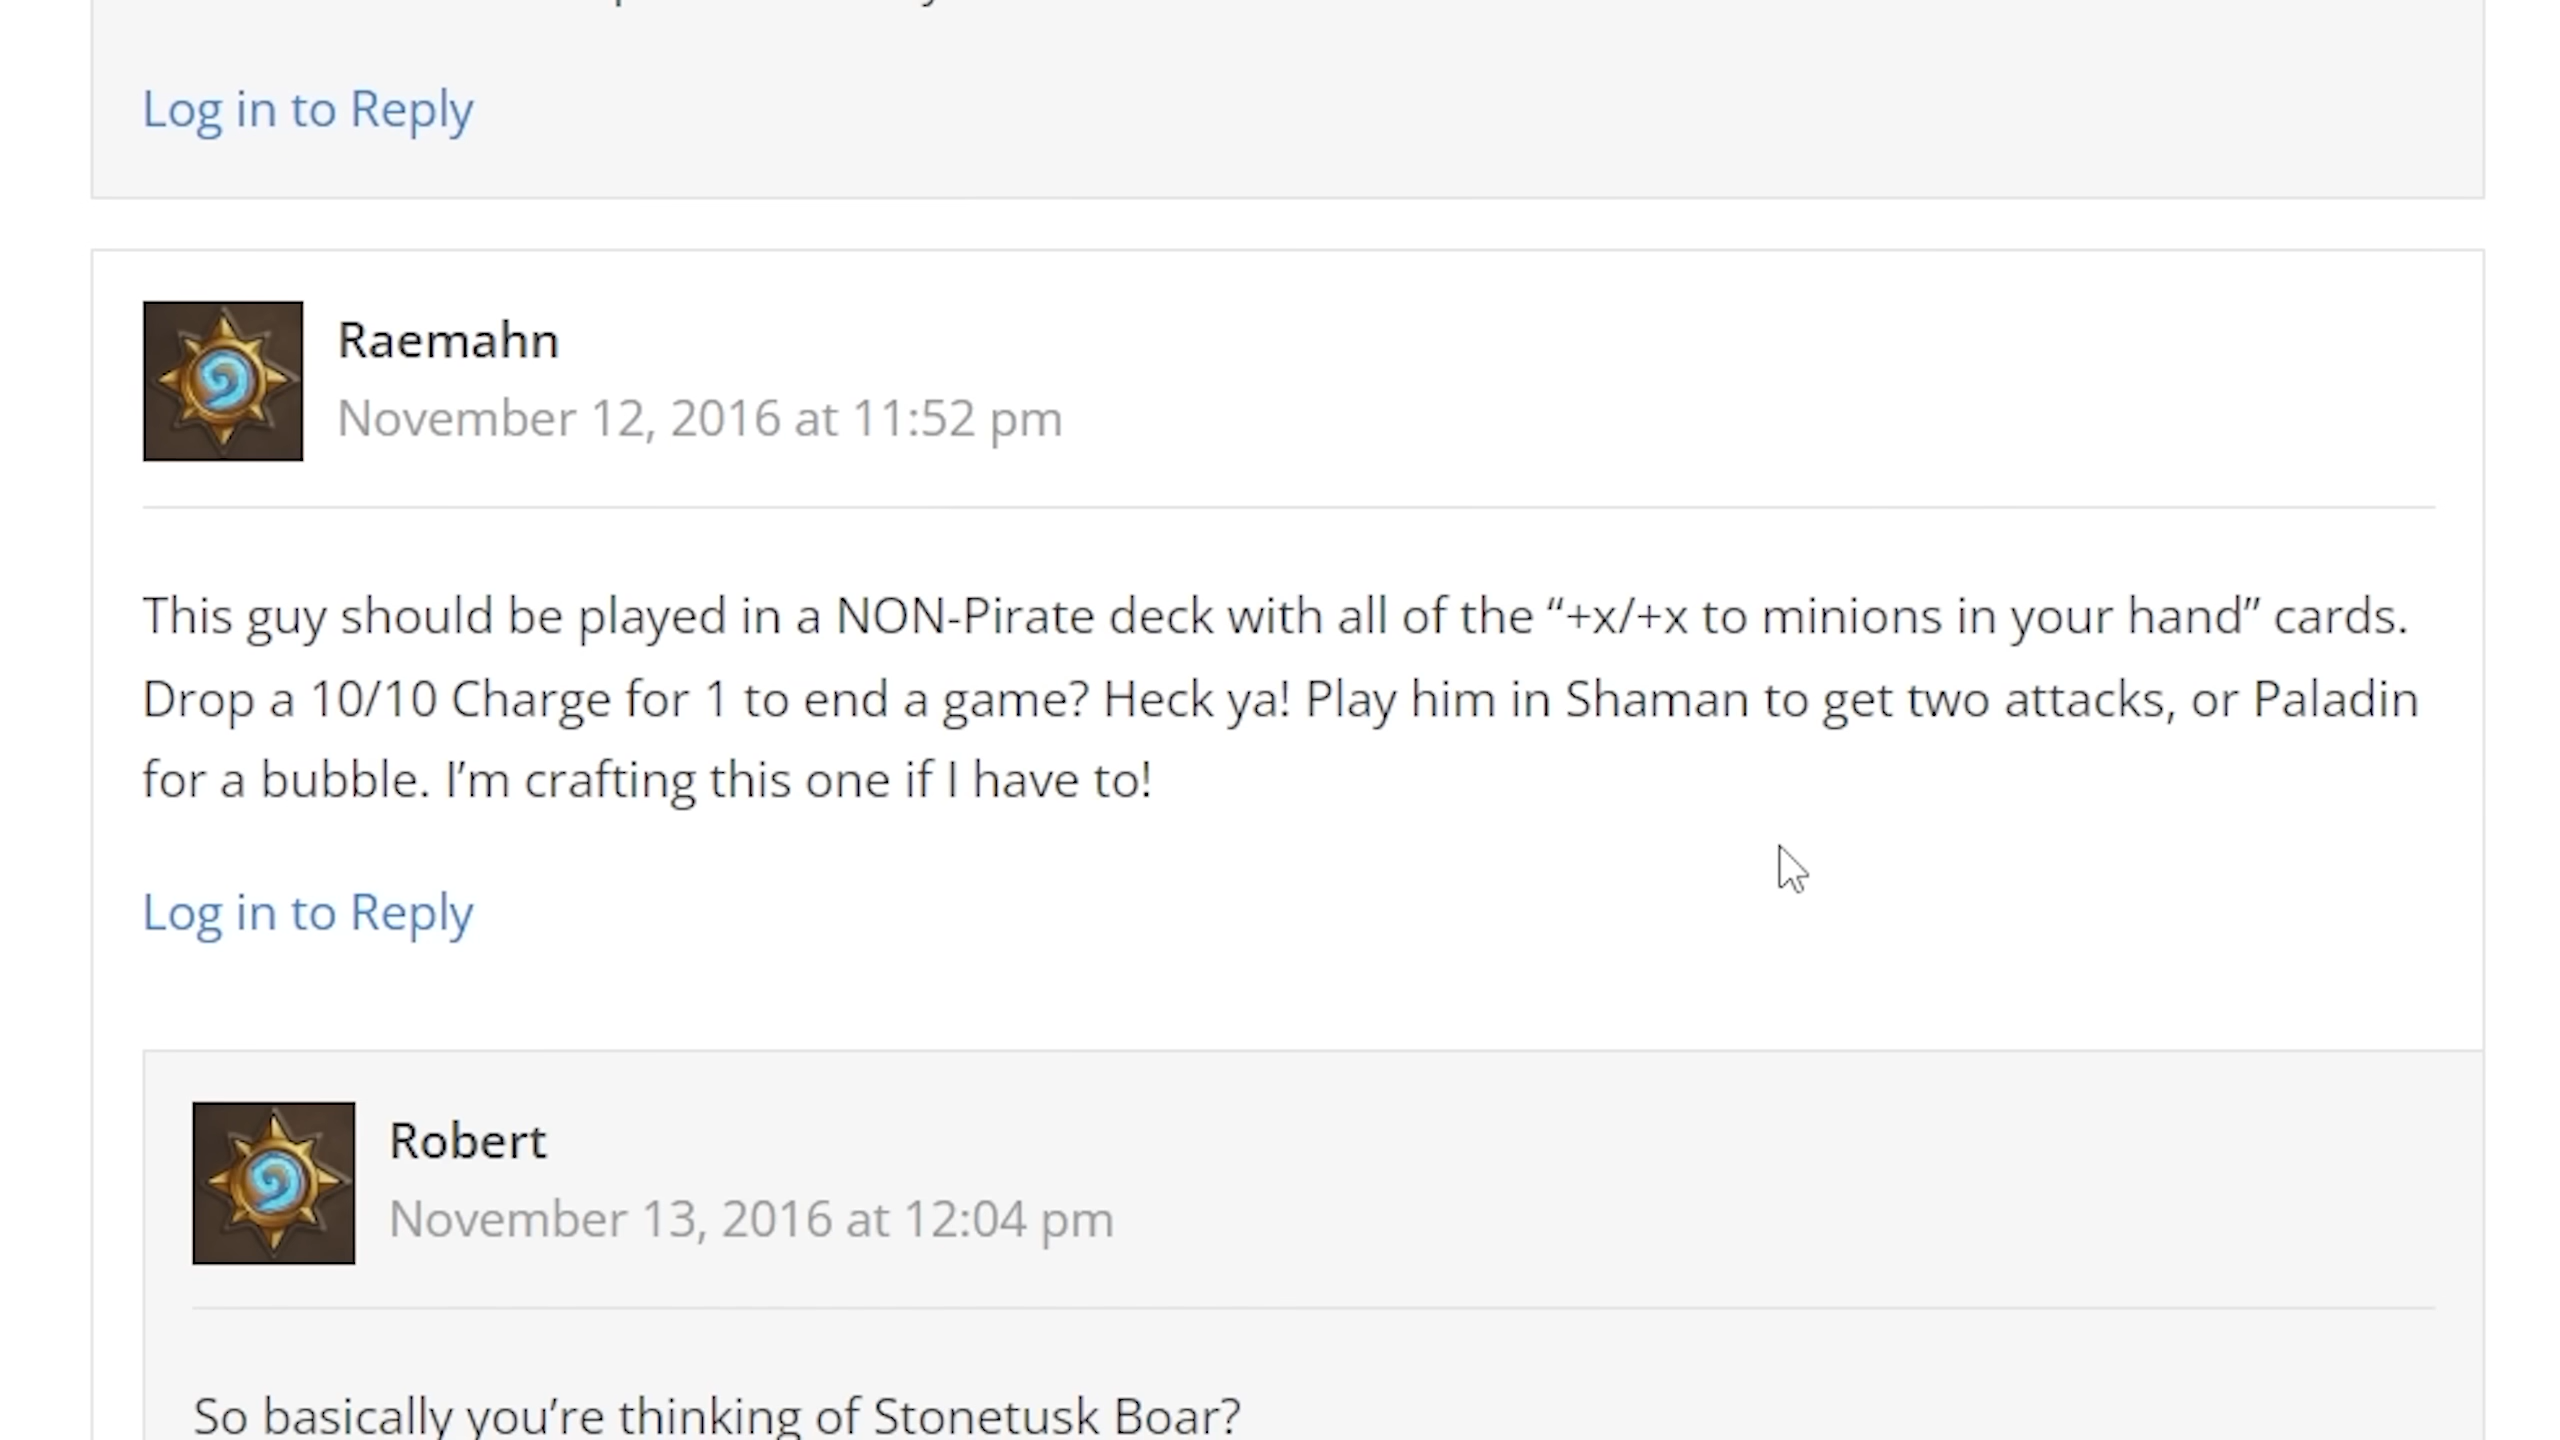 Log in to Reply
Raemahn
November 12, 2016 at 11:52 pm
This guy should be played in a NON-Pirate deck with all of the “+x/+x to minions in your hand” cards.
Drop a 10/10 Charge for 1 to end a game? Heck ya! Play him in Shaman to get two attacks, or Paladin
for a bubble. I’m crafting this one if I have to!
Log in to Reply
Robert
November 13, 2016 at 12:04 pm
So basically you’re thinking of Stonetusk Boar?